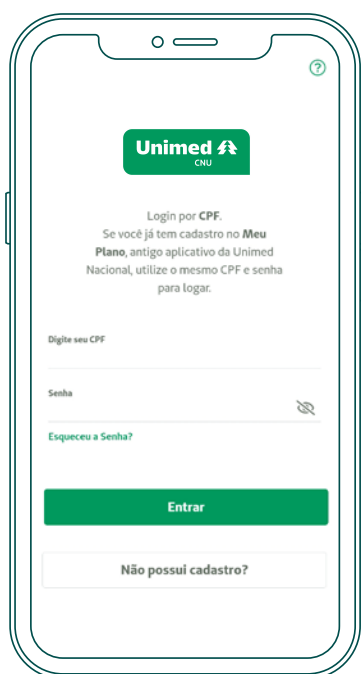 ?
Unimed
CNU
Login por CPF.
Se você já tem cadastro no Meu
Plano, antigo aplicativo da Unimed
Nacional, utilize o mesmo CPF e senha
para logar.
Digite seu CPF
Senha
Esqueceu a Senha?
Entrar
Não possui cadastro?